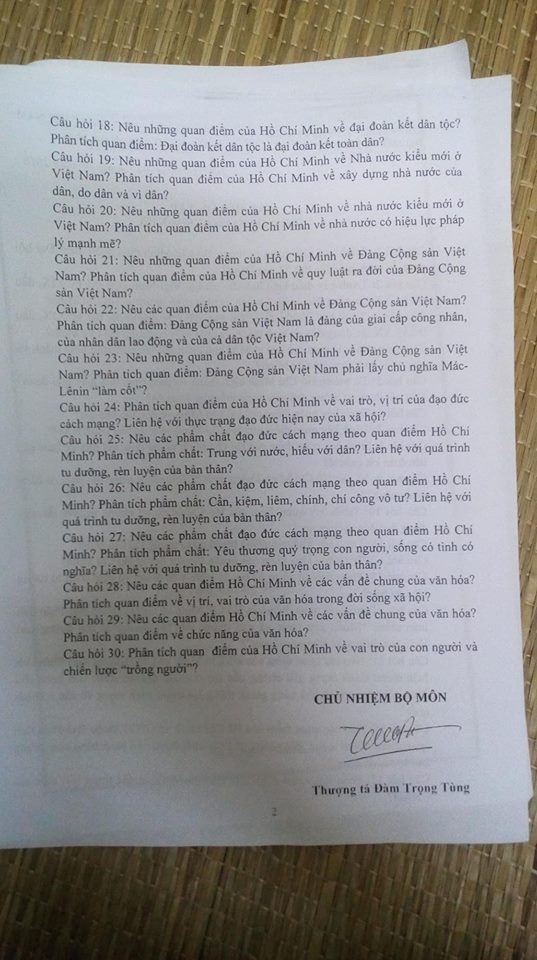 Câu hỏi 18: Nêu những quan điểm của Hồ Chí Minh về đại đoàn kết dân tộc?
Phân tích quan điểm: Đại đoàn kết dân tộc là đại đoàn kết toàn dân?
Câu hỏi 19: Nêu những quan điểm của Hồ Chí Minh về Nhà nước kiểu mới ở
Việt Nam? Phân tích quan điểm của Hồ Chí Minh về xây dựng nhà nước của
dân, do dân và vì dân?
Câu hỏi 20: Nêu những quan điểm của Hồ Chí Minh về nhà nước kiểu mới ở
Việt Nam? Phân tích quan điểm của Hồ Chí Minh về nhà nước có hiệu lực pháp
lý mạnh mẽ?
Câu hỏi 21: Nêu những quan điểm của Hồ Chí Minh về Đảng Cộng sản Việt
Nam? Phân tích quan điểm của Hồ Chí Minh về quy luật ra đời của Đảng Cộng
sản Việt Nam?
Câu hỏi 22: Nêu các quan điểm của Hồ Chí Minh về Đảng Cộng sản Việt Nam?
Phân tích quan điểm: Đảng Cộng sản Việt Nam là đảng của giai cấp công nhân,
của nhân dân lao động và của cả dân tộc Việt Nam?
Câu hỏi 23: Nêu những quan điểm của Hồ Chí Minh về Đảng Cộng sản Việt
Nam? Phân tích quan điểm: Đảng Cộng sản Việt Nam phải lấy chủ nghĩa Mác-
Lênin “làm cốt”?
Câu hỏi 24: Phân tích quan điểm của Hồ Chí Minh về vai trò, vị trí của đạo đức
cách mạng? Liên hệ với thực trạng đạo đức hiện nay của xã hội?
Câu hỏi 25: Nêu các phẩm chất đạo đức cách mạng theo quan điểm Hồ Chí
Minh? Phân tích phẩm chất: Trung với nước, hiếu với dân? Liên hệ với quá trình
tu dưỡng, rèn luyện của bản thân?
Câu hỏi 26: Nêu các phẩm chất đạo đức cách mạng theo quan điểm Hồ Chí
Minh? Phân tích phẩm chất: Cần, kiệm, liêm, chính, chí công vô tư? Liên hệ với
quá trình tu dưỡng, rèn luyện của bản thân?
Câu hỏi 27: Nêu các phẩm chất đạo đức cách mạng theo quan điểm Hồ Chí
Minh? Phân tích phẩm chất: Yêu thương quý trọng con người, sống có tình có
nghĩa? Liên hệ với quá trình tu dưỡng, rèn luyện của bản thân?
Câu hỏi 28: Nêu các quan điểm Hồ Chí Minh về các vấn đề chung của văn hóa?
Phân tích quan điểm về vị trí, vai trò của văn hóa trong đời sống xã hội?
Câu hỏi 29: Nêu các quan điểm Hồ Chí Minh về các vấn đề chung của văn hóa?
Phân tích quan điểm về chức năng của văn hóa?
Câu hỏi 30: Phân tích quan điểm của Hồ Chí Minh về vai trò của con người và
chiến lược “trồng người”?
CHỦ NHIỆM BỘ MÔN
Thượng tá Đàm Trọng Tùng
2